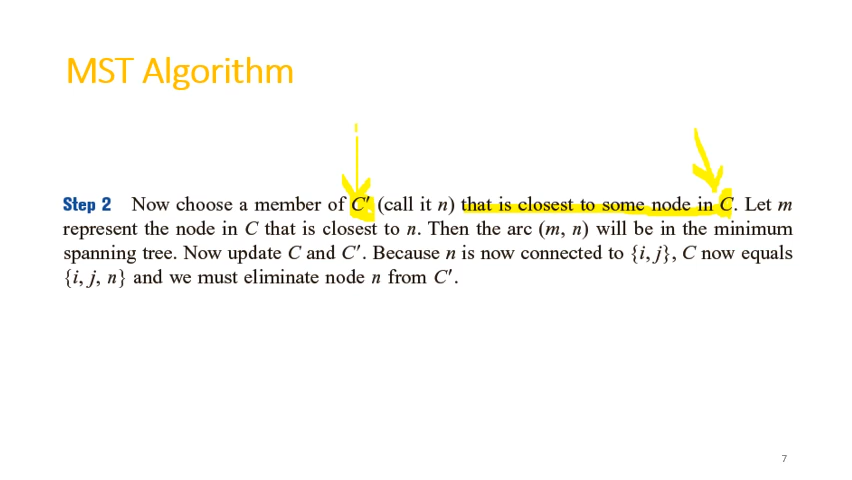 MST Algorithm
Step 2 Now choose a member of C′ (call it n) that is closest to some node in C. Let m
represent the node in C that is closest to n. Then the arc (m, n) will be in the minimum
spanning tree. Now update C and C′. Because n is now connected to {i, j}, C now equals
{i, j, n} and we must eliminate node n from C′.
7